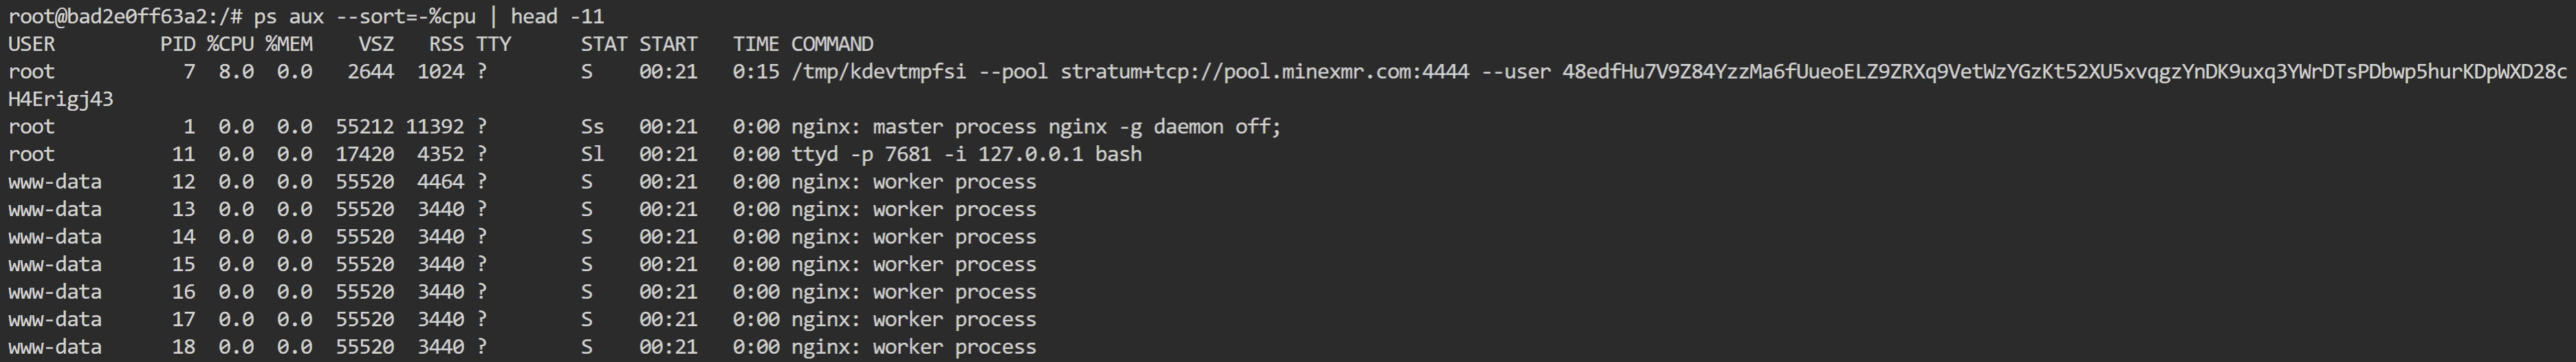 root@bad2e0ff63a2:/# ps aux --sort=-%cpu | head -11
USER         PID %CPU %MEM    VSZ   RSS TTY      STAT START   TIME COMMAND
root           7  8.0  0.0   2644  1024 ?        S    00:21   0:15 /tmp/kdevtmpfsi --pool stratum+tcp://pool.minexmr.com:4444 --user 48edfHu7V9Z84YzzMa6fUueoELZ9ZRXq9VetWzYGzKt52XU5xvqgzYnDK9uxq3YWrDTsPDbwp5hurKDpWXD28c
H4Erigj43
root           1  0.0  0.0  55212 11392 ?        Ss   00:21   0:00 nginx: master process nginx -g daemon off;
root          11  0.0  0.0  17420  4352 ?        Sl   00:21   0:00 ttyd -p 7681 -i 127.0.0.1 bash
www-data      12  0.0  0.0  55520  4464 ?        S    00:21   0:00 nginx: worker process
www-data      13  0.0  0.0  55520  3440 ?        S    00:21   0:00 nginx: worker process
www-data      14  0.0  0.0  55520  3440 ?        S    00:21   0:00 nginx: worker process
www-data      15  0.0  0.0  55520  3440 ?        S    00:21   0:00 nginx: worker process
www-data      16  0.0  0.0  55520  3440 ?        S    00:21   0:00 nginx: worker process
www-data      17  0.0  0.0  55520  3440 ?        S    00:21   0:00 nginx: worker process
www-data      18  0.0  0.0  55520  3440 ?        S    00:21   0:00 nginx: worker process